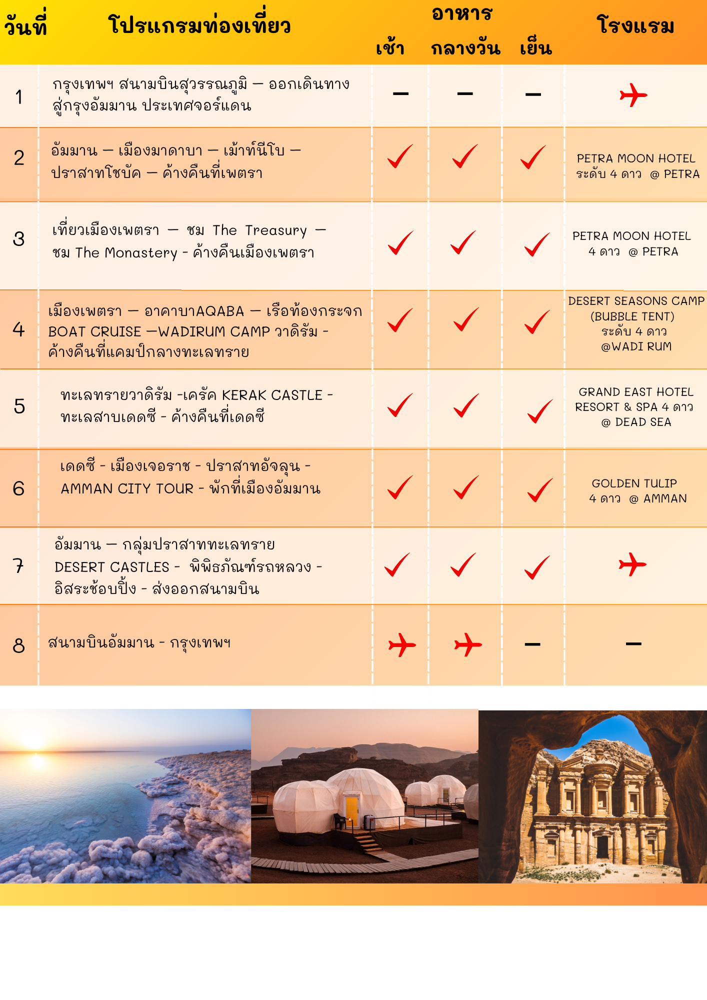 วันที่ โปรแกรมท่องเที่ยว อาหาร โรงแรม
เช้า กลางวัน เย็น
1
กรุงเทพฯ สนามบินสุวรรณภูมิ – ออกเดินทาง
สู่กรุงอัมมาน ประเทศจอร์แดน
– – –
2
อัมมาน – เมืองมาดาบา – เม้าท์นีโบ –
ปราสาทโชบัค – ค้างคืนที่เพตรา
PETRA MOON HOTEL
ระดับ 4 ดาว @ PETRA
3
เที่ยวเมืองเพตรา – ชม The Treasury –
ชม The Monastery - ค้างคืนเมืองเพตรา
PETRA MOON HOTEL
4 ดาว @ PETRA
4
เมืองเพตรา – อาคาบาAQABA – เรือท้องกระจก
BOAT CRUISE –WADIRUM CAMP วาดิรัม -
ค้างคืนที่แคมป์กลางทะเลทราย
DESERT SEASONS CAMP
(BUBBLE TENT)
ระดับ 4 ดาว
@WADI RUM
5
ทะเลทรายวาดิรัม -เครัค KERAK CASTLE -
ทะเลสาบเดดซี - ค้างคืนที่เดดซี
GRAND EAST HOTEL
RESORT & SPA 4 ดาว
@ DEAD SEA
6
เดดซี - เมืองเจอราช - ปราสาทอัจลุน -
AMMAN CITY TOUR - พักที่เมืองอัมมาน
GOLDEN TULIP
4 ดาว @ AMMAN
7
อัมมาน – กลุ่มปราสาททะเลทราย
DESERT CASTLES - พิพิธภัณฑ์รถหลวง -
อิสระช้อบปิ้ง - ส่งออกสนามบิน
8
สนามบินอัมมาน - กรุงเทพฯ
– –